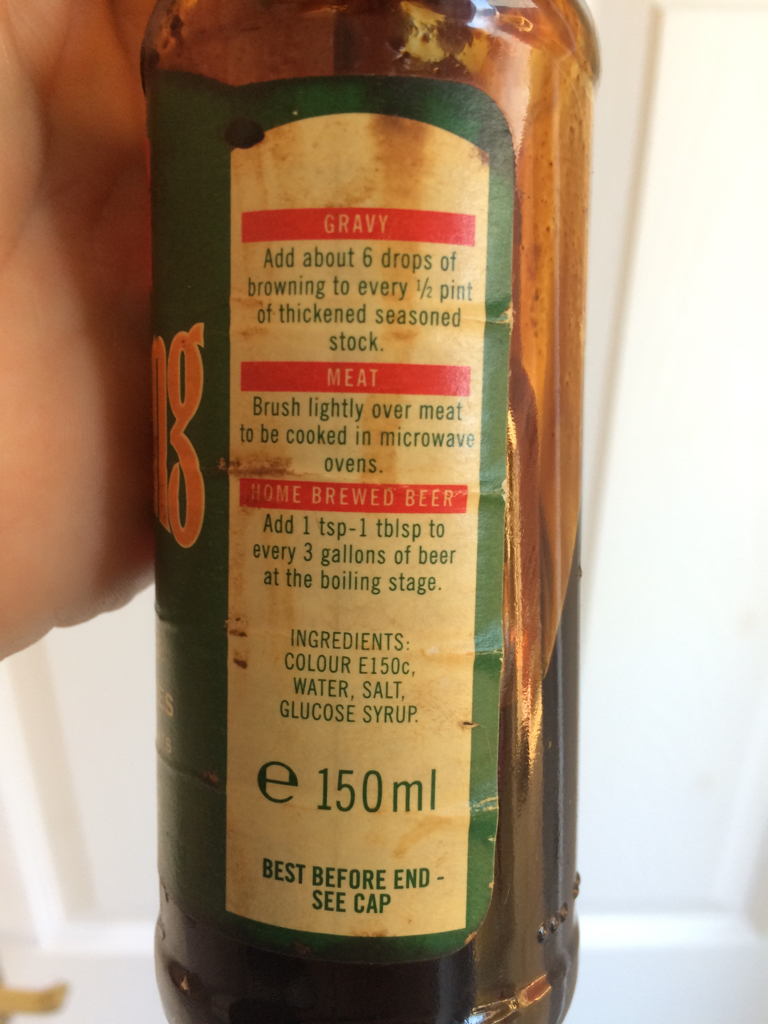 GRAVY
Add about 6 drops of
browning to every ½ pint
of thickened seasoned
stock.
MEAT
Brush lightly over meat
to be cooked in microwave
ovens.
HOME BREWED BEER
Add 1 tsp-1 tblsp to
every 3 gallons of beer
at the boiling stage.
INGREDIENTS:
COLOUR E150c,
WATER, SALT,
GLUCOSE SYRUP.
e 150ml
BEST BEFORE END -
SEE CAP